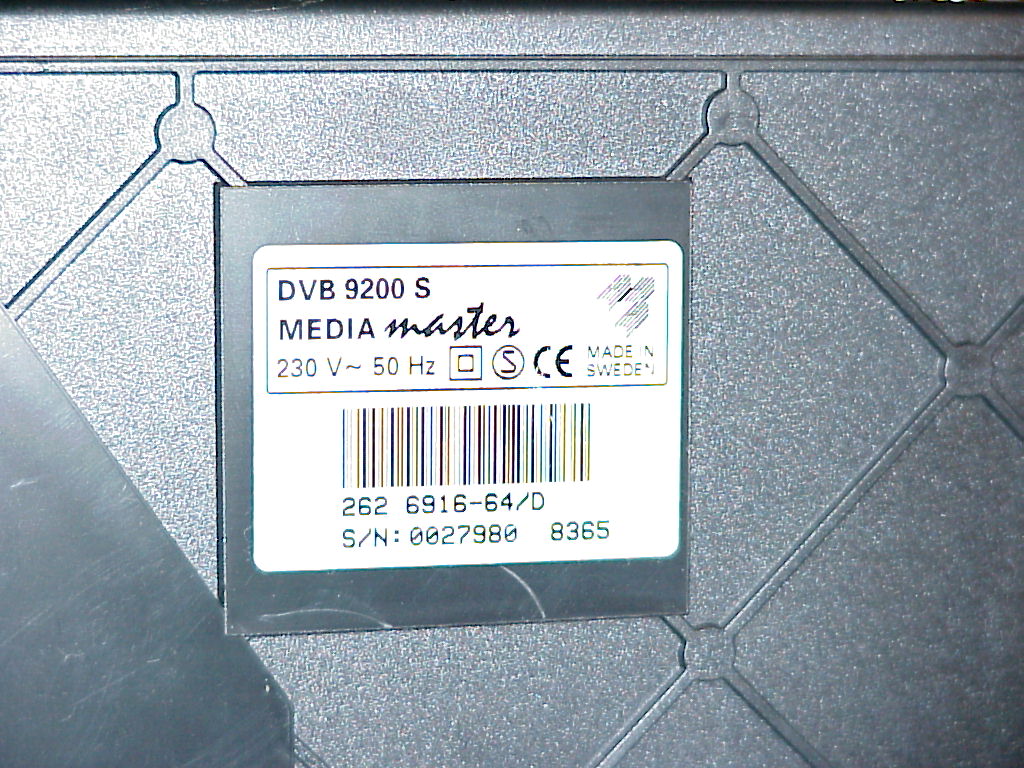 DVB 9200 S
MEDIA master
230 V~ 50 Hz S CE
MADE IN
SWEDEN
262 6916-64/D
S/N: 0027980 8365